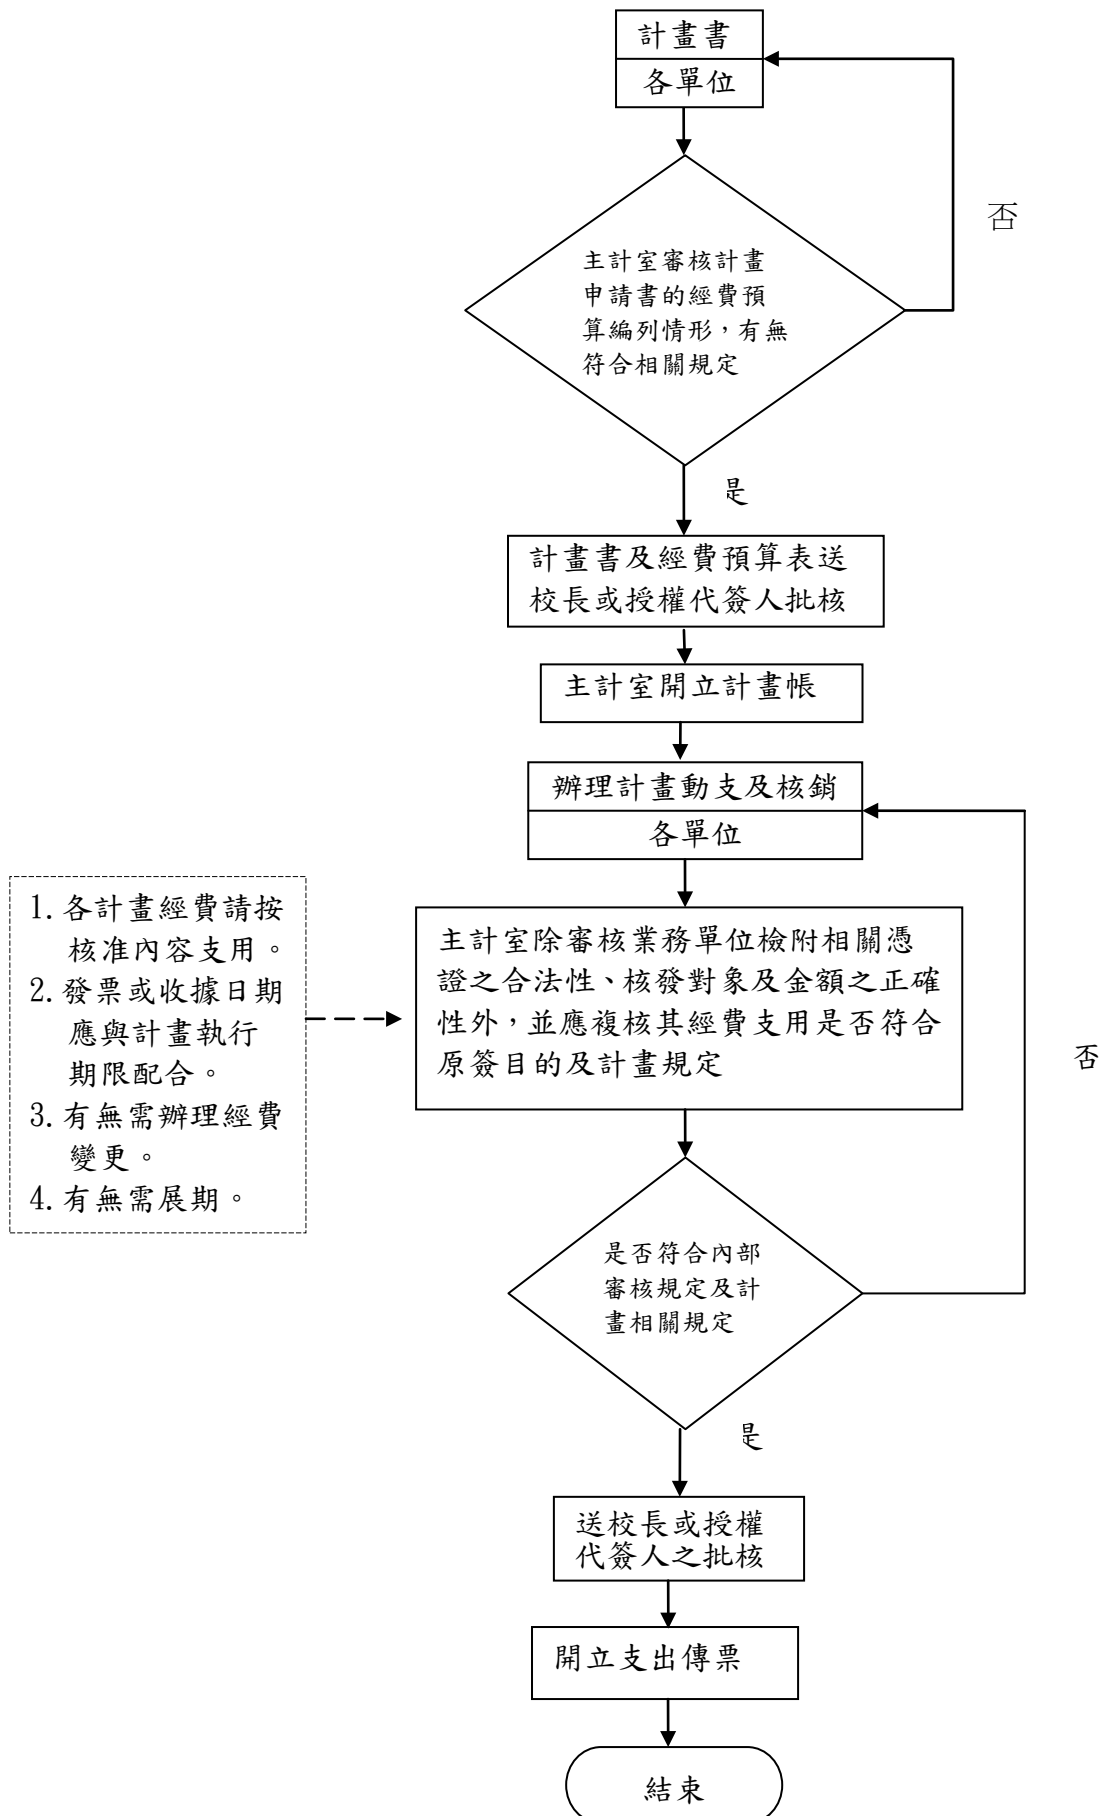 計畫書
各單位
否
主計室審核計畫
申請書的經費預
算編列情形，有無
符合相關規定
是
計畫書及經費預算表送
校長或授權代簽人批核
主計室開立計畫帳
辦理計畫動支及核銷
各單位
1.各計畫經費請按
核准內容支用。
2.發票或收據日期
應與計畫執行
期限配合。
3.有無需辦理經費
變更。
4.有無需展期。
主計室除審核業務單位檢附相關憑
證之合法性、核發對象及金額之正確
性外，並應複核其經費支用是否符合
原簽目的及計畫規定
否
是否符合內部
審核規定及計
畫相關規定
是
送校長或授權
代簽人之批核
開立支出傳票
結束